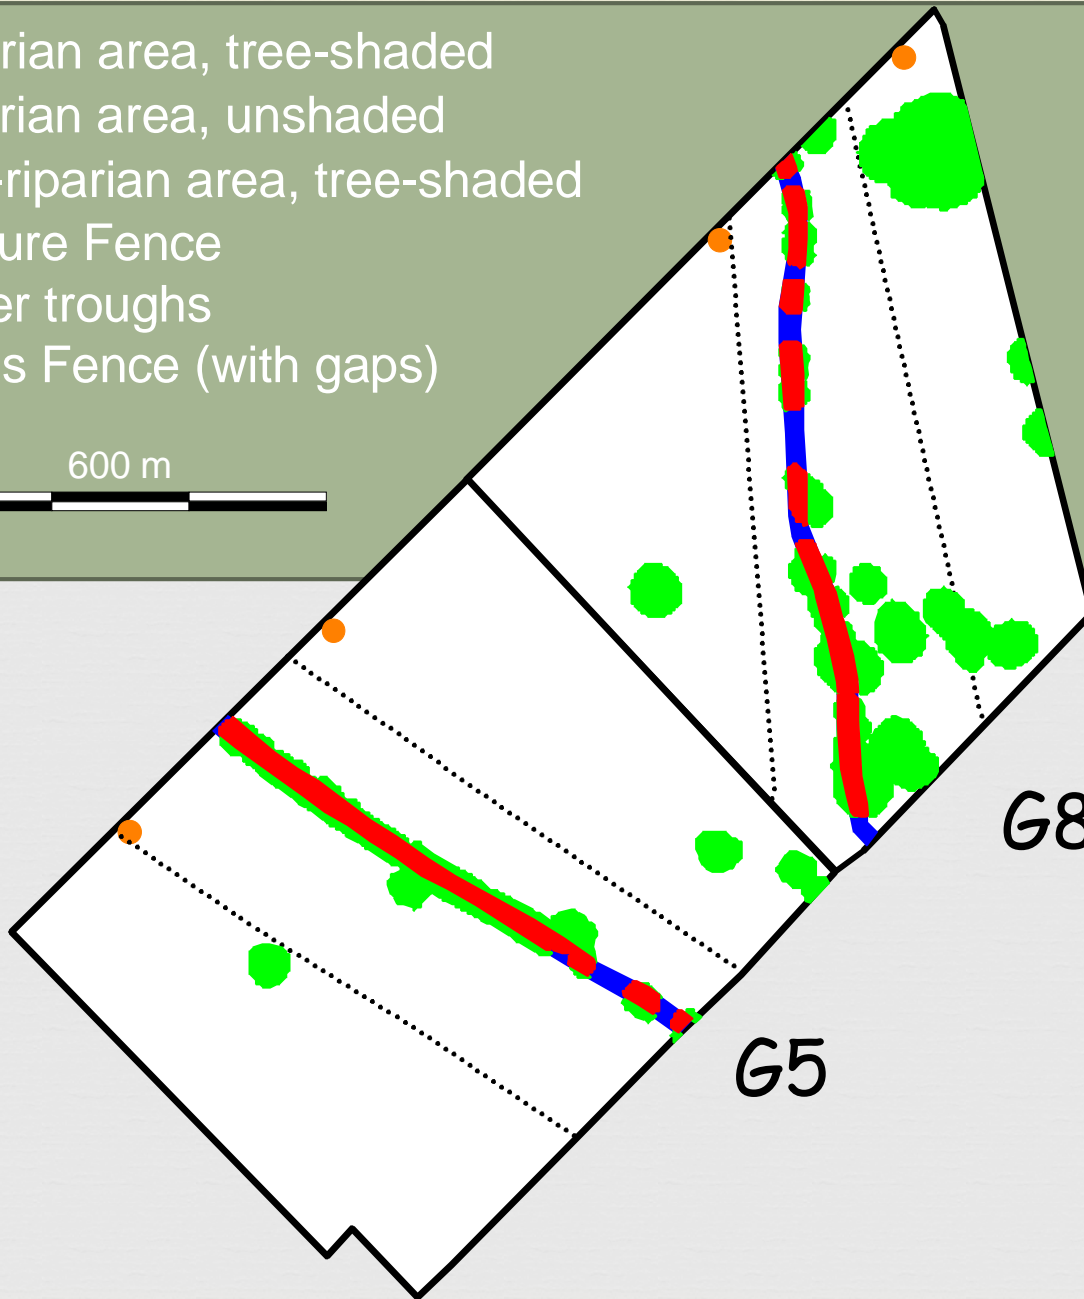 rian area, tree-shaded
rian area, unshaded
-riparian area, tree-shaded
ure Fence
er troughs
s Fence (with gaps)
600 m
G8
G5